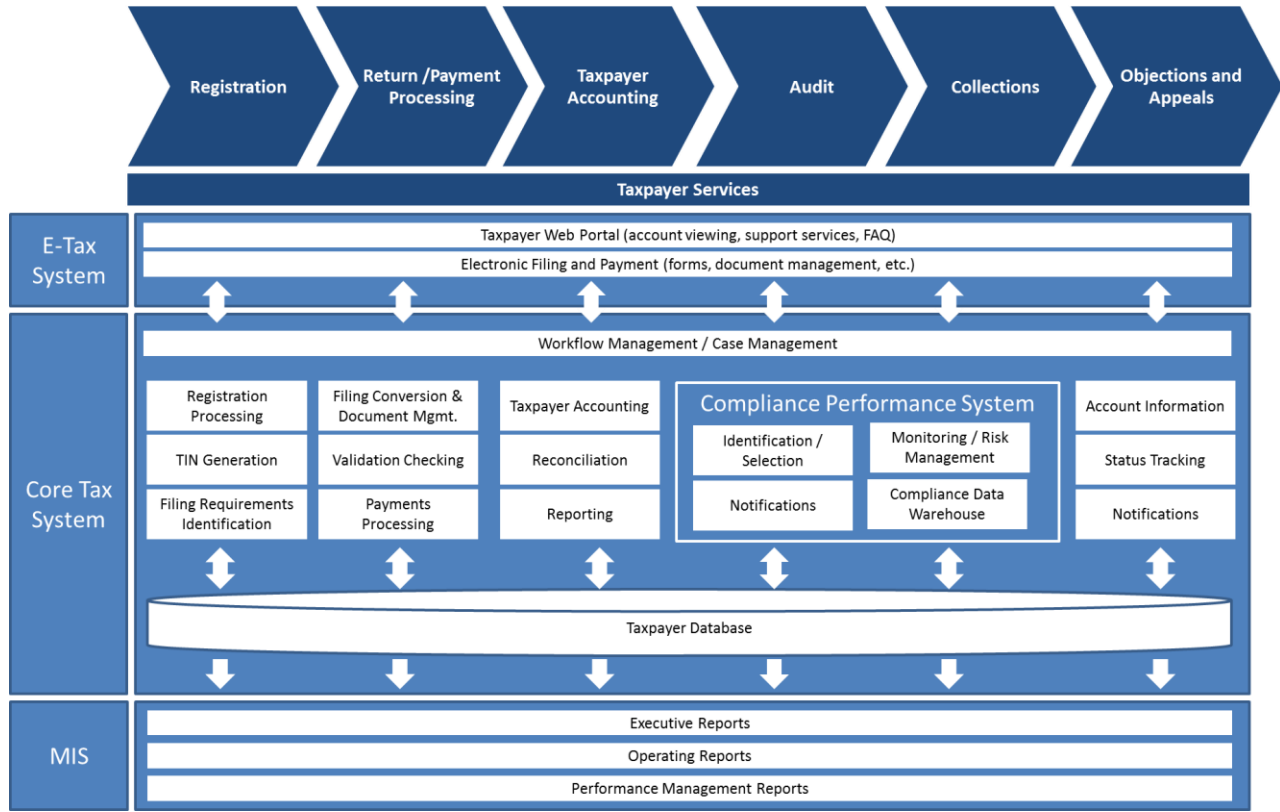 Registration
Return /Payment
Processing
Taxpayer
Accounting
Audit
Collections
Objections and
Appeals
Taxpayer Services
E-Tax
System
Taxpayer Web Portal (account viewing, support services, FAQ)
Electronic Filing and Payment (forms, document management, etc.)
Core Tax
System
Workflow Management / Case Management
Registration
Processing
TIN Generation
Filing Requirements
Identification
Filing Conversion &
Document Mgmt.
Validation Checking
Payments
Processing
Taxpayer Accounting
Reconciliation
Reporting
Compliance Performance System
Identification /
Selection
Notifications
Monitoring / Risk
Management
Compliance Data
Warehouse
Account Information
Status Tracking
Notifications
Taxpayer Database
MIS
Executive Reports
Operating Reports
Performance Management Reports